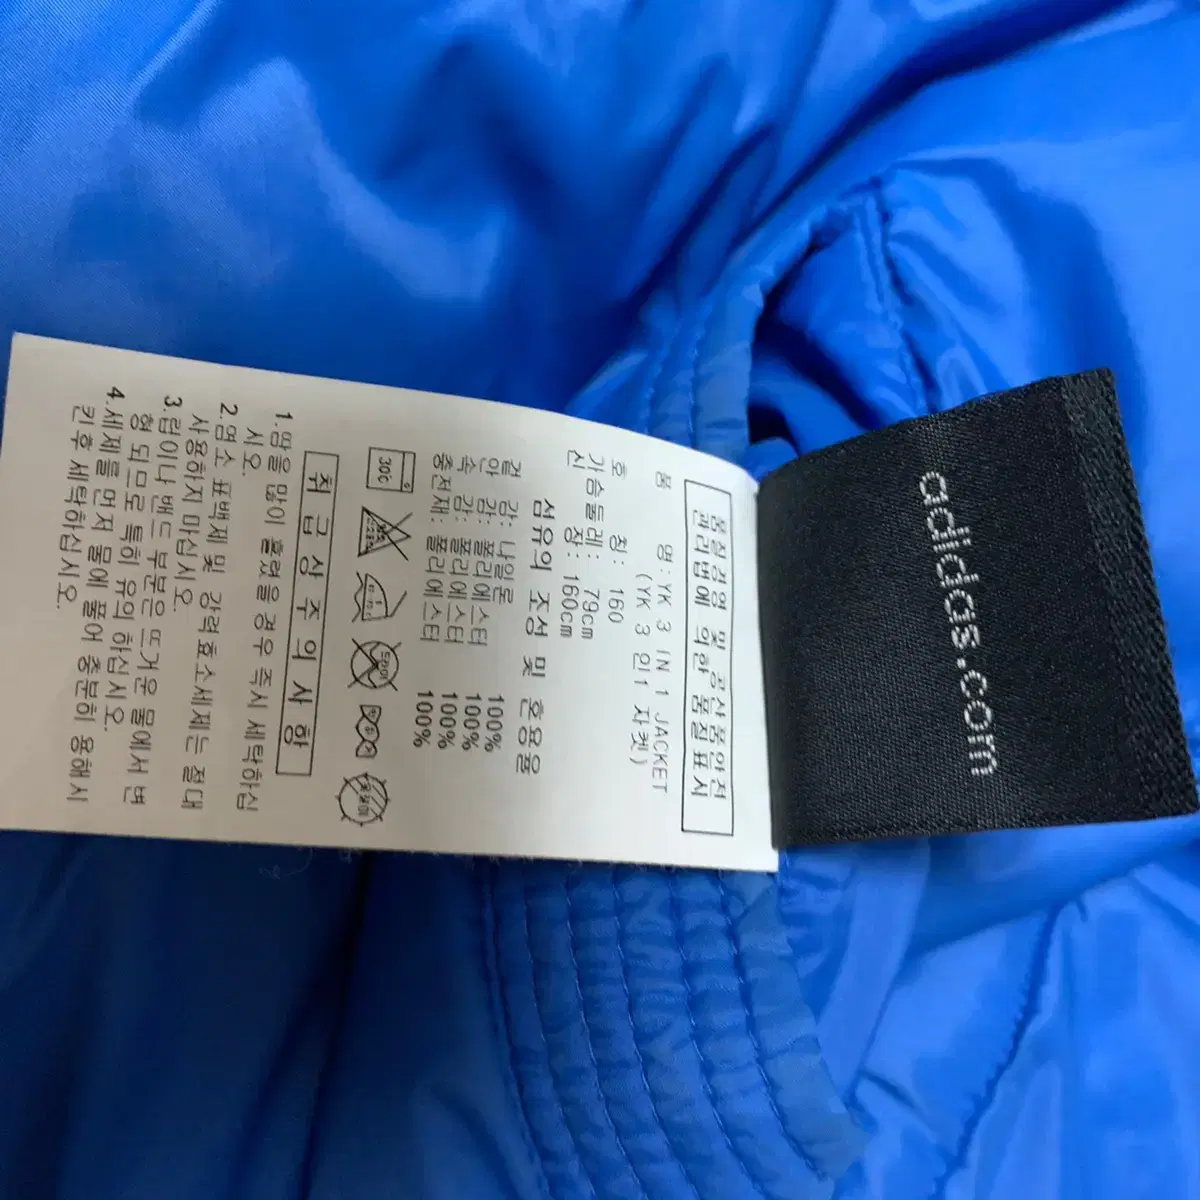 adidas.com
품질경영 및 공산품안전
관리법에 의한 품질표시
품 명: YK 3 IN 1 JACKET
(YK 3 인1 자켓)
호 칭: 160
가슴둘레: 79cm
신 장: 160cm
섬유의 조성 및 혼용율
겉 감: 나일론 100%
안 감: 폴리에스터 100%
속 감: 폴리에스터 100%
충전재: 폴리에스터 100%
30℃
취급상주의사항
1.땀을 많이 흘렸을 경우 즉시 세탁하십
시오.
2.염소 표백제 및 강력효소세제는 절대
사용하지 마십시오.
3.립이나 밴드 부분은 뜨거운 물에서 변
형 되므로 특히 유의 하십시오.
4.세제를 먼저 물에 풀어 충분히 용해시
킨후 세탁하십시오.